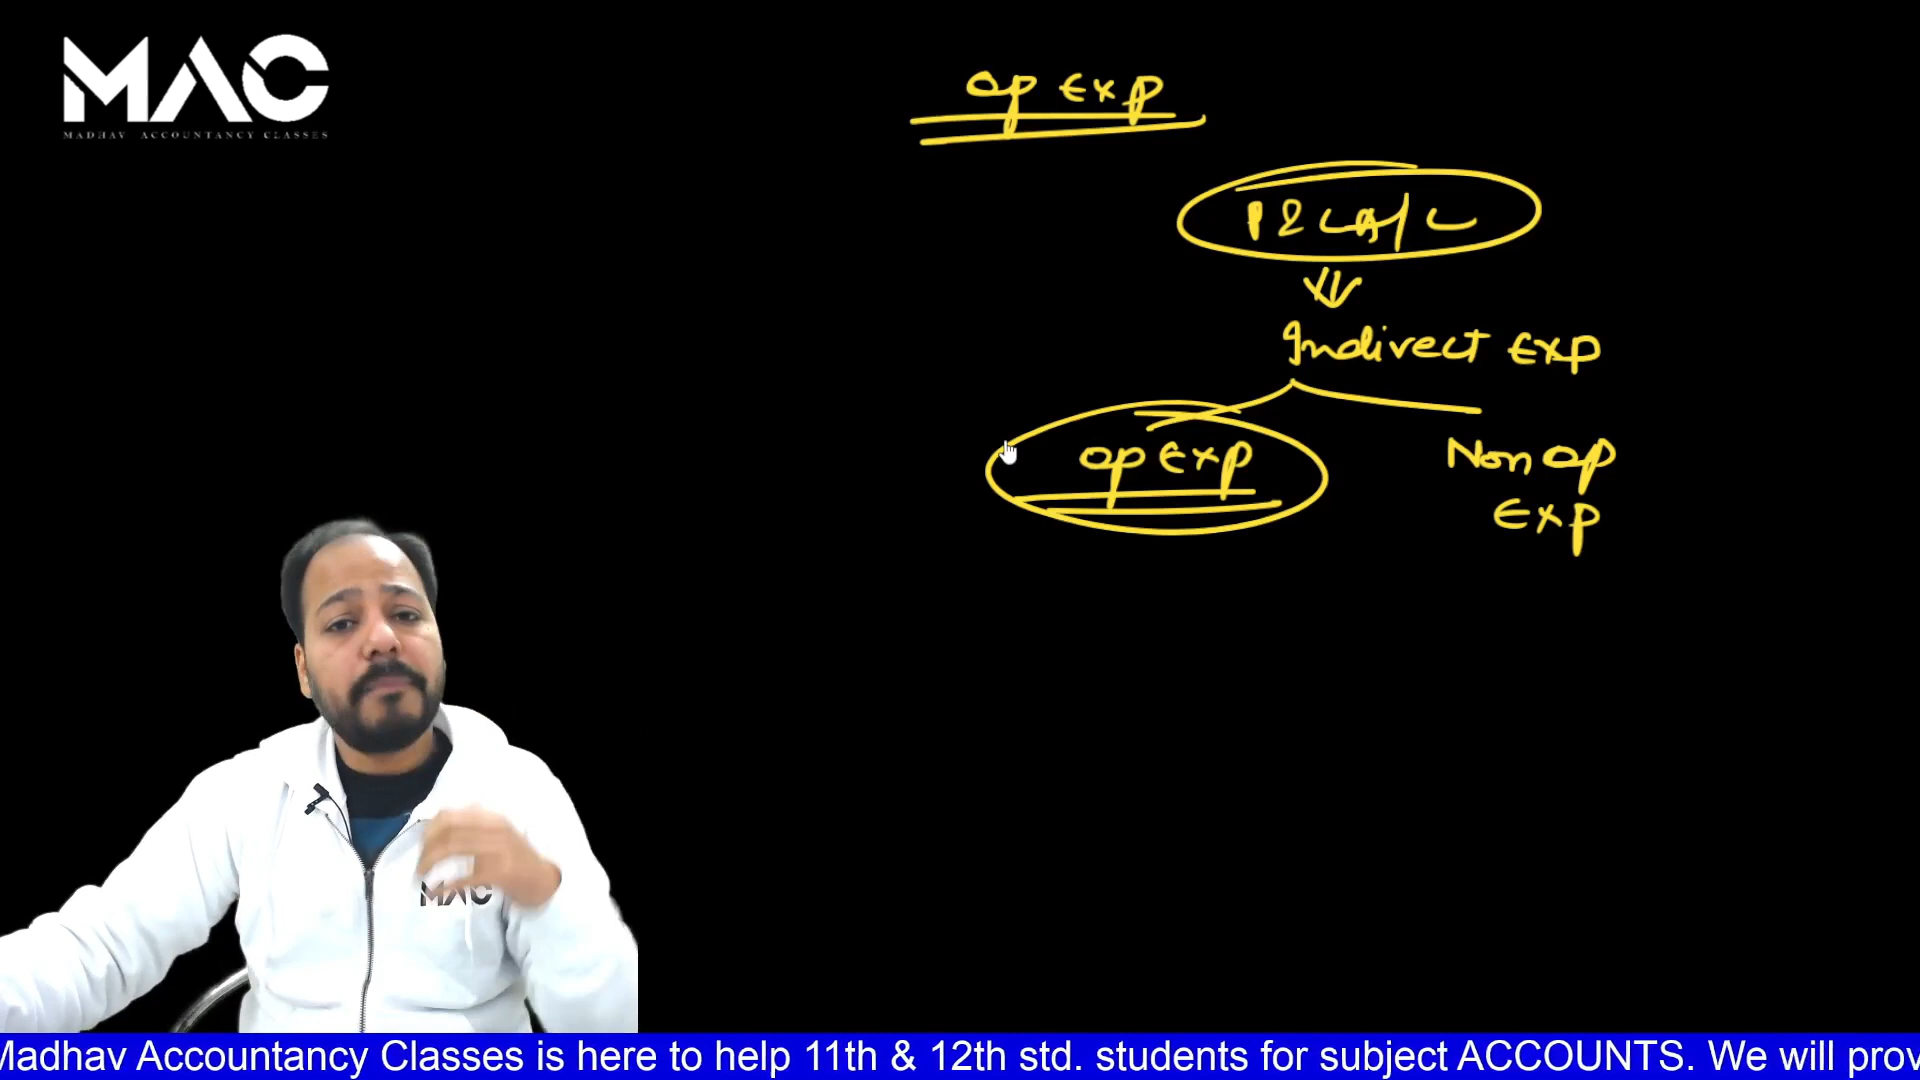 MAC
MADHAV ACCOUNTANCY CLASSES
op Exp
P&L A/C
Indirect Exp
op Exp
Non op
Exp
MAC
Madhav Accountancy Classes is here to help 11th & 12th std. students for subject ACCOUNTS. We will prov